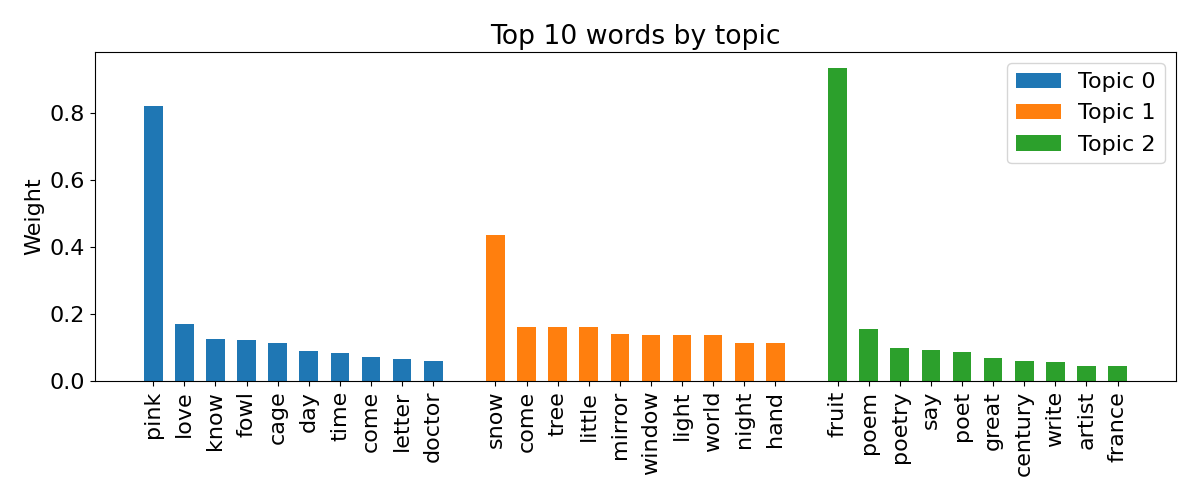 Top 10 words by topic
Weight
0.8
0.6
0.4
0.2
0.0
Topic 0
Topic 1
Topic 2
pink
love
know
fowl
cage
day
time
come
letter
doctor
snow
come
tree
little
mirror
window
light
world
night
hand
fruit
poem
poetry
say
poet
great
century
write
artist
france